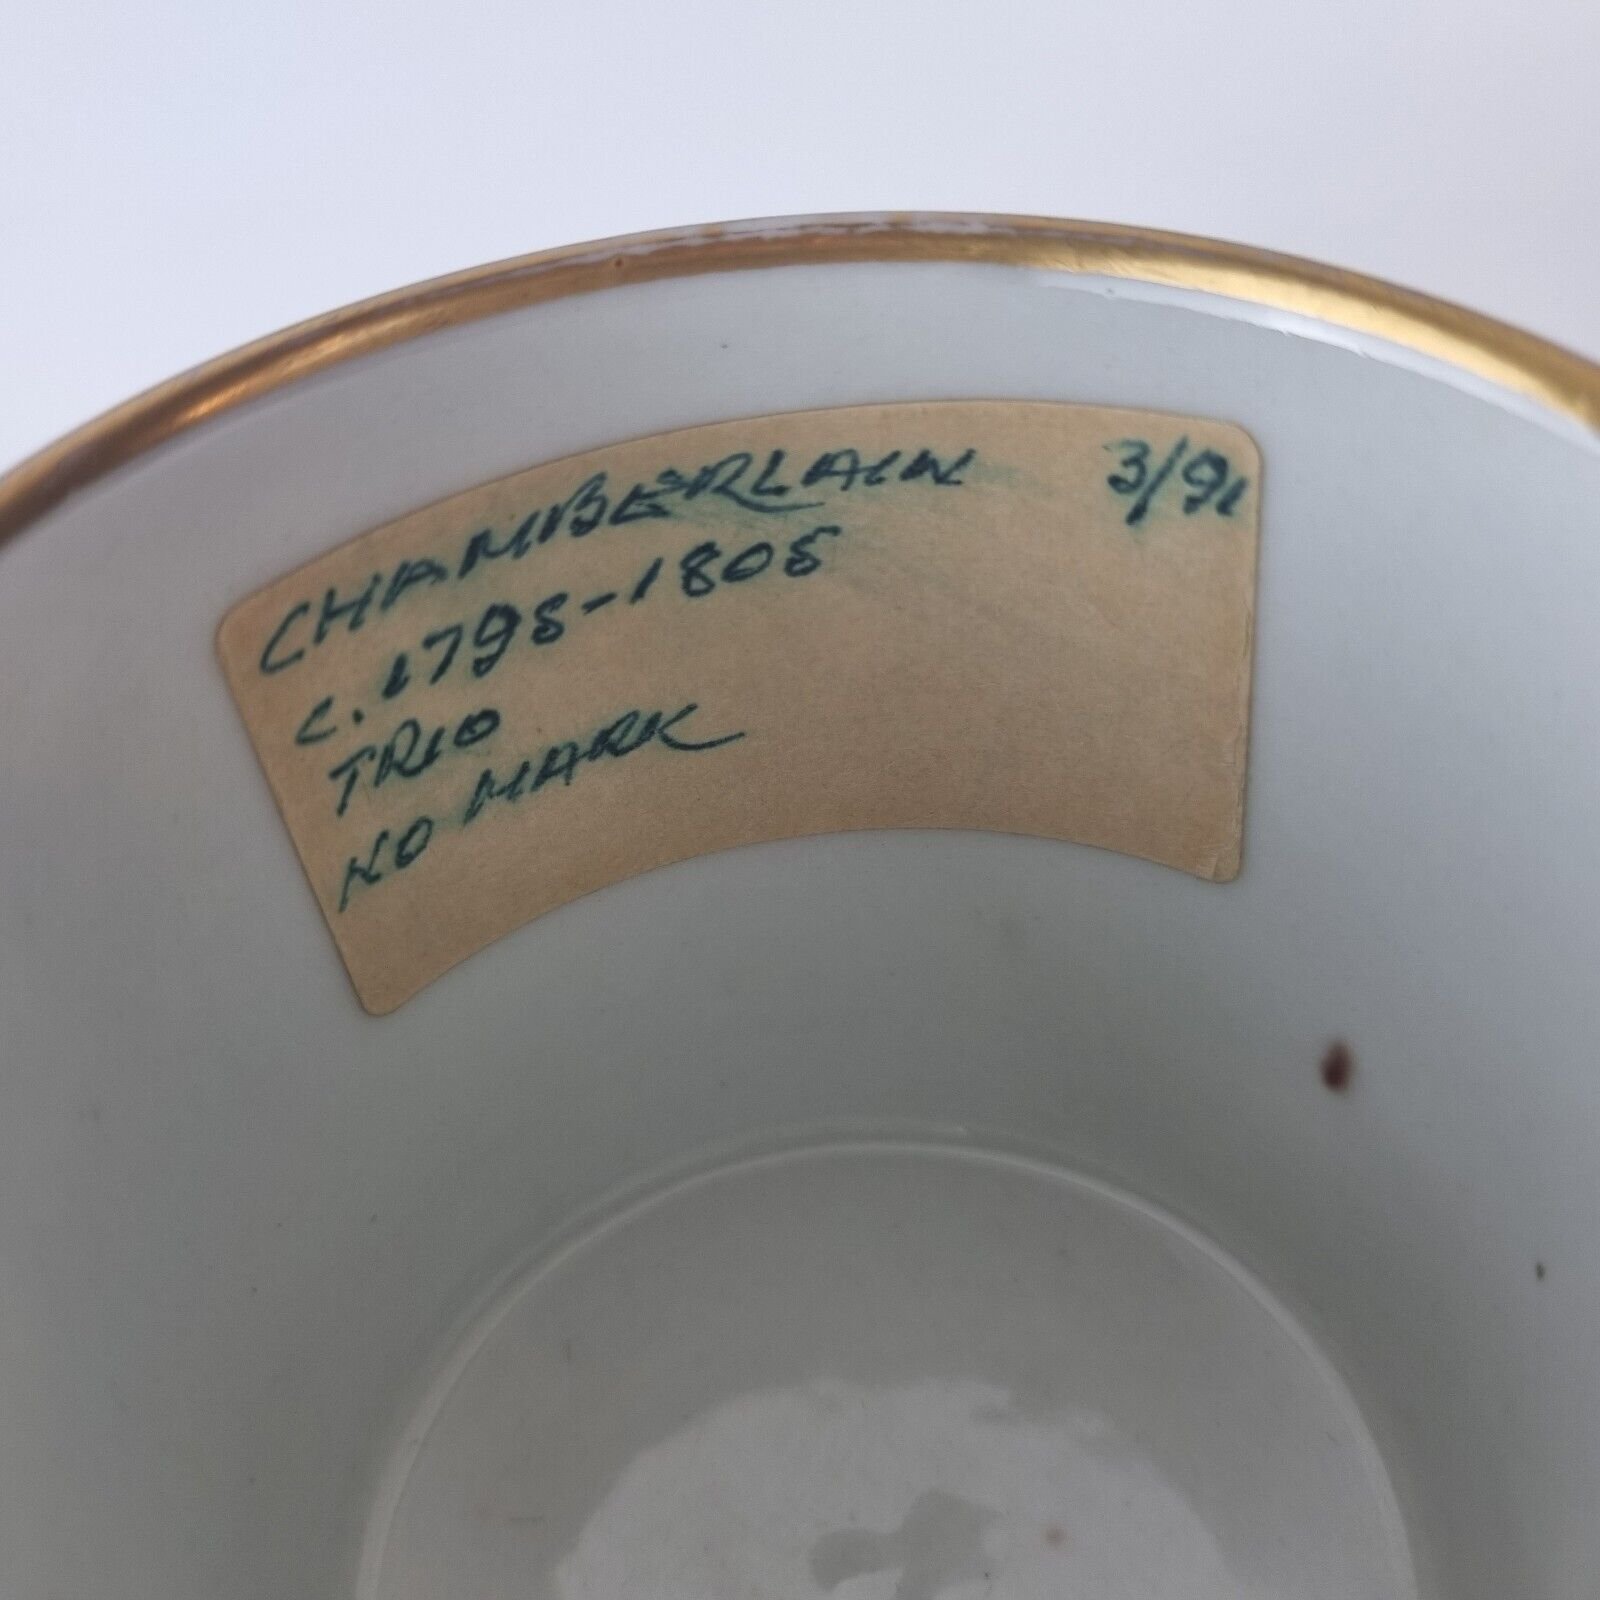 CHAMBERLAIN 3/91
c. 1795-1805
TRIO
NO MARK